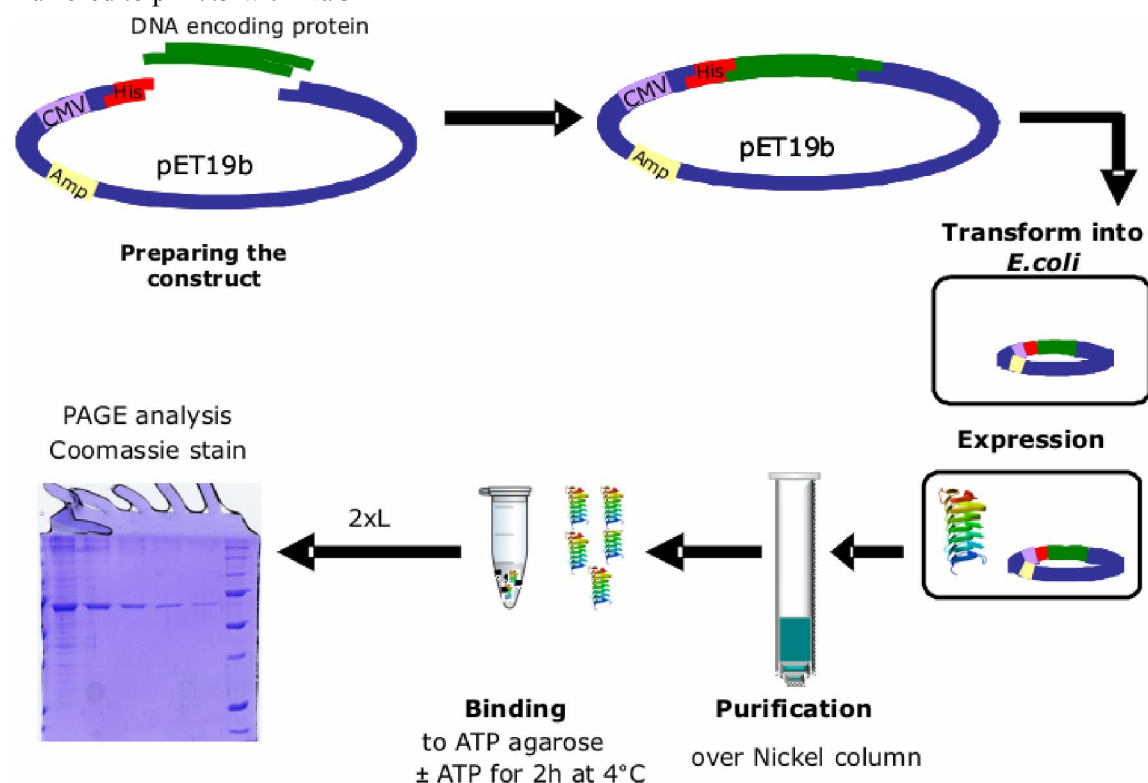 DNA encoding protein
CMV
His
pET19b
Amp
CMV
His
pET19b
Amp
Preparing the
construct
Transform into
E.coli
Expression
PAGE analysis
Coomassie stain
2xL
Binding
to ATP agarose
± ATP for 2h at 4°C
Purification
over Nickel column